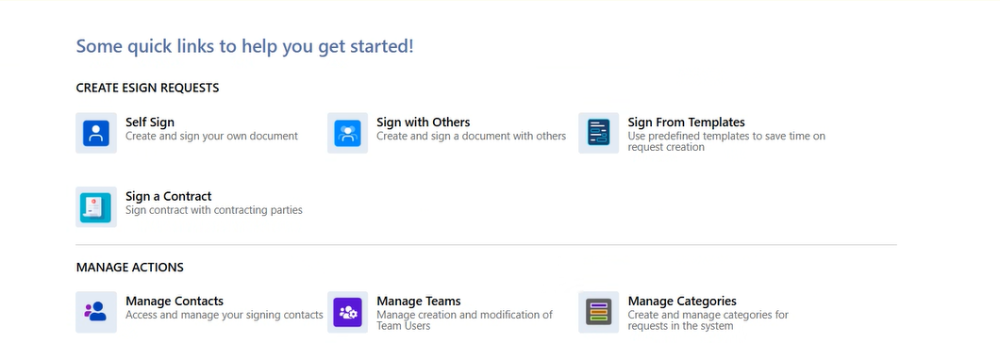 Some quick links to help you get started!
CREATE ESIGN REQUESTS
Self Sign
Create and sign your own document
Sign with Others
Create and sign a document with others
Sign From Templates
Use predefined templates to save time on
request creation
Sign a Contract
Sign contract with contracting parties
MANAGE ACTIONS
Manage Contacts
Access and manage your signing contacts
Manage Teams
Manage creation and modification of
Team Users
Manage Categories
Create and manage categories for
requests in the system